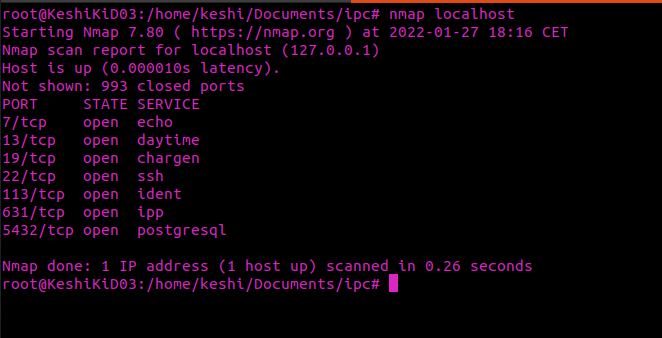 root@KeshiKiD03:/home/keshi/Documents/ipc# nmap localhost
Starting Nmap 7.80 ( https://nmap.org ) at 2022-01-27 18:16 CET
Nmap scan report for localhost (127.0.0.1)
Host is up (0.000010s latency).
Not shown: 993 closed ports
PORT     STATE SERVICE
7/tcp    open  echo
13/tcp   open  daytime
19/tcp   open  chargen
22/tcp   open  ssh
113/tcp  open  ident
631/tcp  open  ipp
5432/tcp open  postgresql

Nmap done: 1 IP address (1 host up) scanned in 0.26 seconds
root@KeshiKiD03:/home/keshi/Documents/ipc#